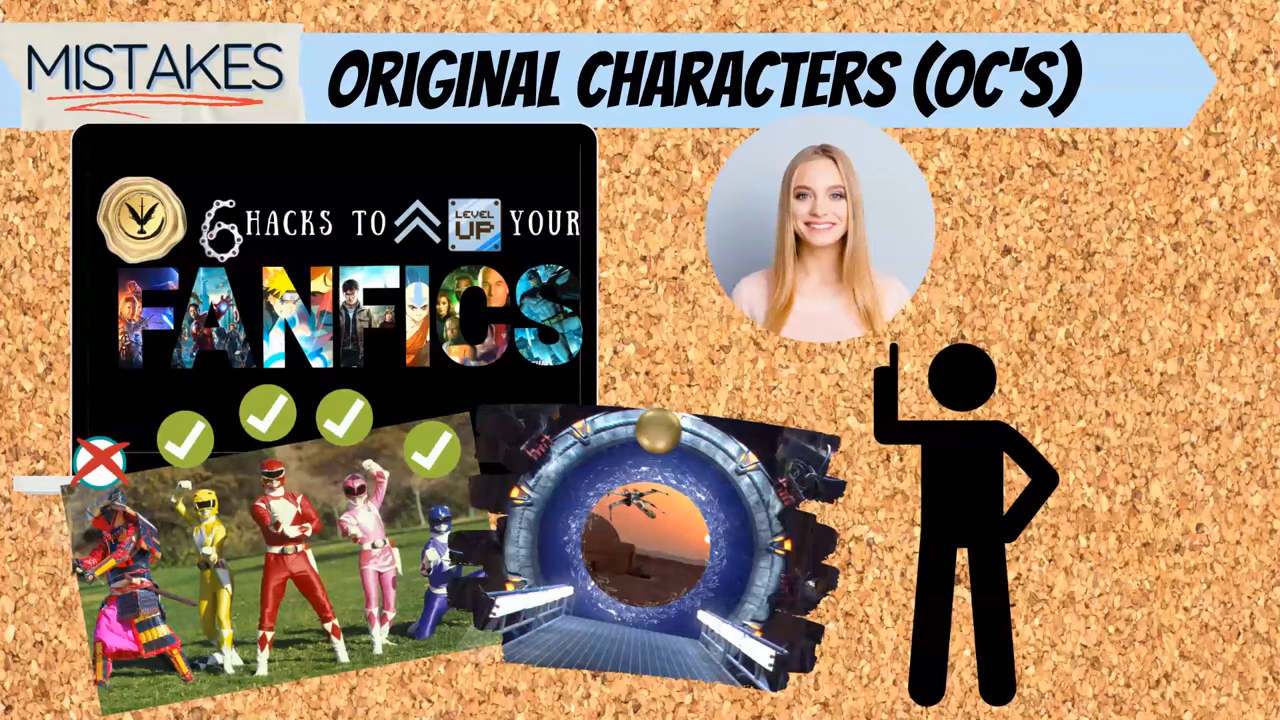 MISTAKES
ORIGINAL CHARACTERS (OC'S)
6 HACKS TO LEVEL UP YOUR
FANFICS